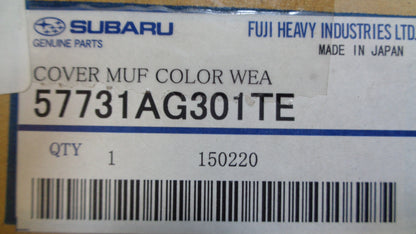 SUBARU FUJI HEAVY INDUSTRIES LTD.
GENUINE PARTS MADE IN JAPAN
COVER MUF COLOR WEA
57731AG301TE
QTY 1 150220